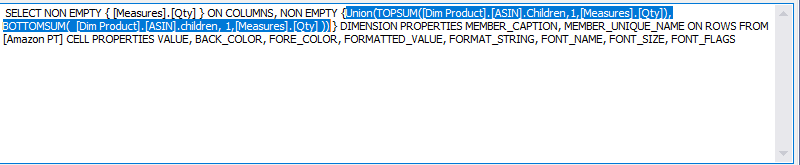 SELECT NON EMPTY { [Measures].[Qty] } ON COLUMNS, NON EMPTY {Union(TOPSUM([Dim Product].[ASIN].Children,1,[Measures].[Qty]),
BOTTOMSUM( [Dim Product].[ASIN].children, 1,[Measures].[Qty] ))} DIMENSION PROPERTIES MEMBER_CAPTION, MEMBER_UNIQUE_NAME ON ROWS FROM
[Amazon PT] CELL PROPERTIES VALUE, BACK_COLOR, FORE_COLOR, FORMATTED_VALUE, FORMAT_STRING, FONT_NAME, FONT_SIZE, FONT_FLAGS